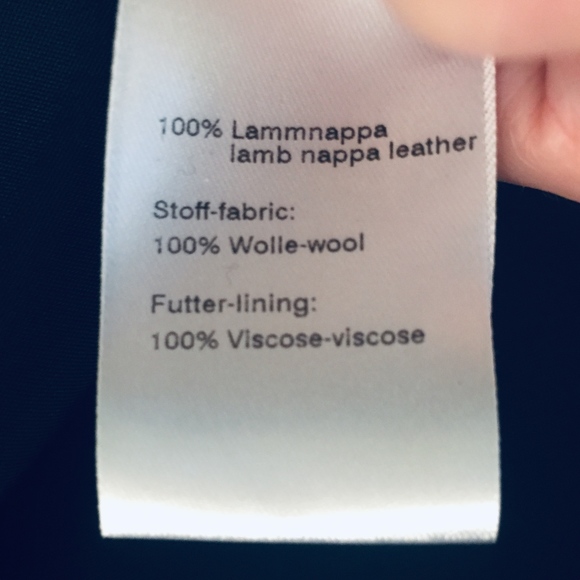 100% Lammnappa
lamb nappa leather
Stoff-fabric:
100% Wolle-wool
Futter-lining:
100% Viscose-viscose